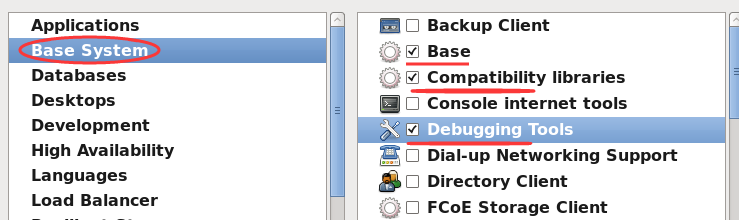 Applications
Base System
Databases
Desktops
Development
High Availability
Languages
Load Balancer
Backup Client
Base
Compatibility libraries
Console internet tools
Debugging Tools
Dial-up Networking Support
Directory Client
FCoE Storage Client